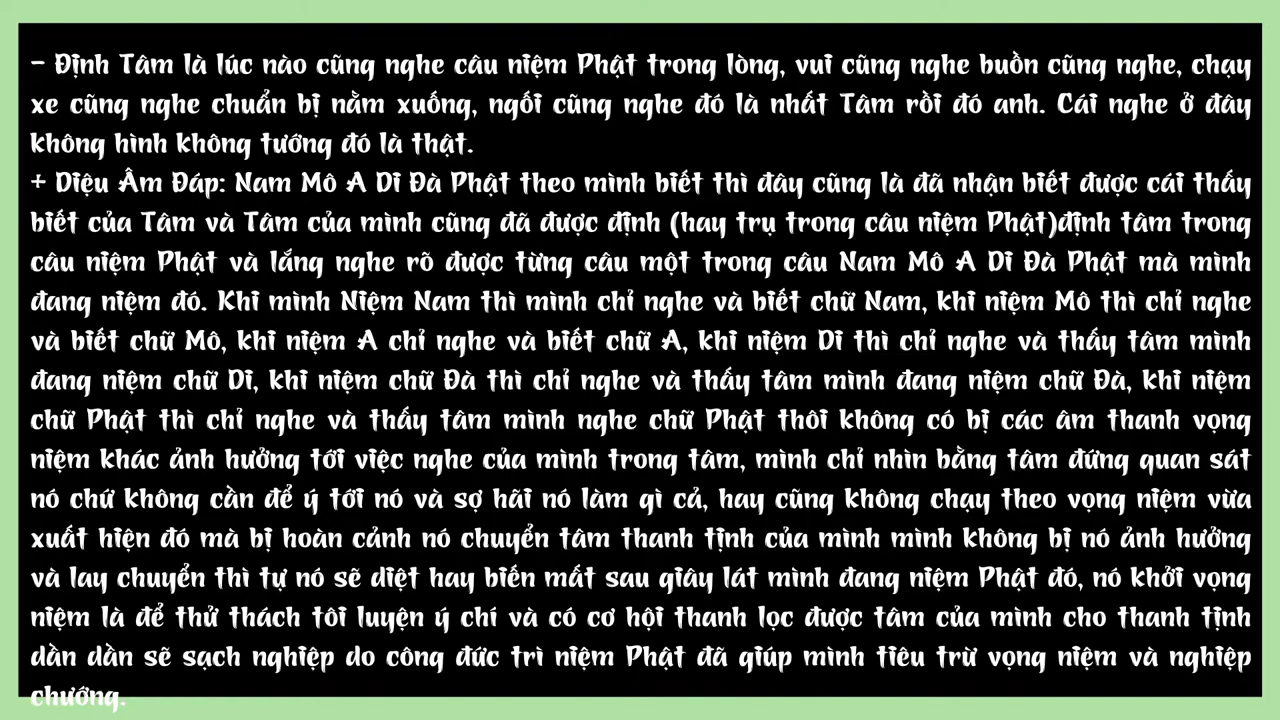 - Định Tâm là lúc nào cũng nghe câu niệm Phật trong lòng, vui cũng nghe buồn cũng nghe, chạy
xe cũng nghe chuẩn bị nằm xuống, ngối cũng nghe đó là nhất Tâm rồi đó anh. Cái nghe ở đây
không hình không tướng đó là thật.
+ Diệu Âm Đáp: Nam Mô A Di Đà Phật theo mình biết thì đây cũng là đã nhận biết được cái thấy
biết của Tâm và Tâm của mình cũng đã được định (hay trụ trong câu niệm Phật)định tâm trong
câu niệm Phật và lắng nghe rõ được từng câu một trong câu Nam Mô A Di Đà Phật mà mình
đang niệm đó. Khi mình Niệm Nam thì mình chỉ nghe và biết chữ Nam, khi niệm Mô thì chỉ nghe
và biết chữ Mô, khi niệm A chỉ nghe và biết chữ A, khi niệm Di thì chỉ nghe và thấy tâm mình
đang niệm chữ Di, khi niệm chữ Đà thì chỉ nghe và thấy tâm mình đang niệm chữ Đà, khi niệm
chữ Phật thì chỉ nghe và thấy tâm mình nghe chữ Phật thôi không có bị các âm thanh vọng
niệm khác ảnh hưởng tới việc nghe của mình trong tâm, mình chỉ nhìn bằng tâm đứng quan sát
nó chứ không cần để ý tới nó và sợ hãi nó làm gì cả, hay cũng không chạy theo vọng niệm vừa
xuất hiện đó mà bị hoàn cảnh nó chuyển tâm thanh tịnh của mình mình không bị nó ảnh hưởng
và lay chuyển thì tự nó sẽ diệt hay biến mất sau giây lát mình đang niệm Phật đó, nó khởi vọng
niệm là để thử thách tôi luyện ý chí và có cơ hội thanh lọc được tâm của mình cho thanh tịnh
dần dần sẽ sạch nghiệp do công đức trì niệm Phật đã giúp mình tiêu trừ vọng niệm và nghiệp
chướng.